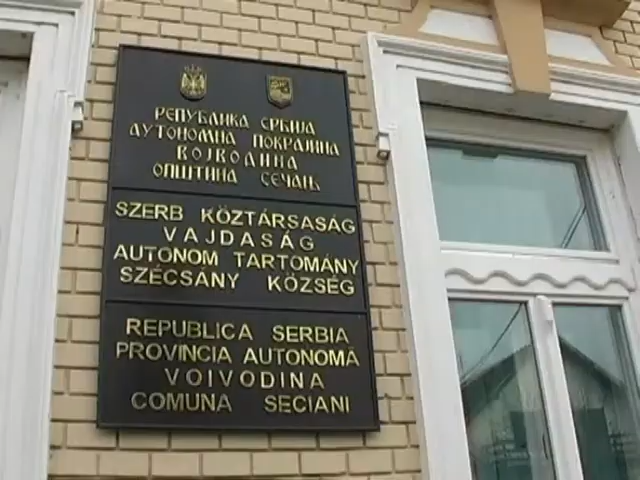 РЕПУБЛИКА СРБИЈА
АУТОНОМНА ПОКРАЈИНА
ВОЈВОДИНА
ОПШТИНА СЕЧАЊ
SZERB KÖZTÁRSASÁG
VAJDASÁG
AUTONOM TARTOMÁNY
SZÉCSÁNY KÖZSÉG
REPUBLICA SERBIA
PROVINCIA AUTONOMĂ
VOIVODINA
COMUNA SECIANI